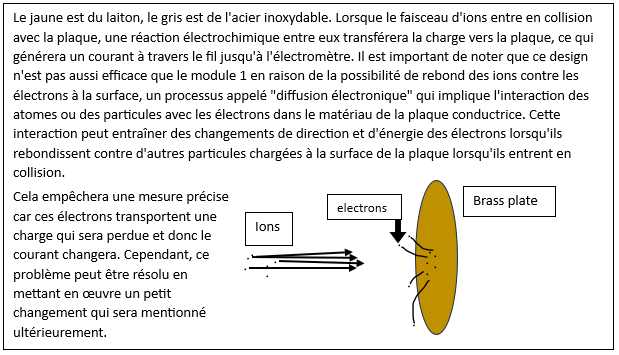 Le jaune est du laiton, le gris est de l'acier inoxydable. Lorsque le faisceau d'ions entre en collision
avec la plaque, une réaction électrochimique entre eux transférera la charge vers la plaque, ce qui
générera un courant à travers le fil jusqu'à l'électromètre. Il est important de noter que ce design
n'est pas aussi efficace que le module 1 en raison de la possibilité de rebond des ions contre les
électrons à la surface, un processus appelé "diffusion électronique" qui implique l'interaction des
atomes ou des particules avec les électrons dans le matériau de la plaque conductrice. Cette
interaction peut entraîner des changements de direction et d'énergie des électrons lorsqu'ils
rebondissent contre d'autres particules chargées à la surface de la plaque lorsqu'ils entrent en
collision.
Cela empêchera une mesure précise
car ces électrons transportent une
charge qui sera perdue et donc le
courant changera. Cependant, ce
problème peut être résolu en
mettant en œuvre un petit
changement qui sera mentionné
ultérieurement.
Ions
electrons
Brass plate